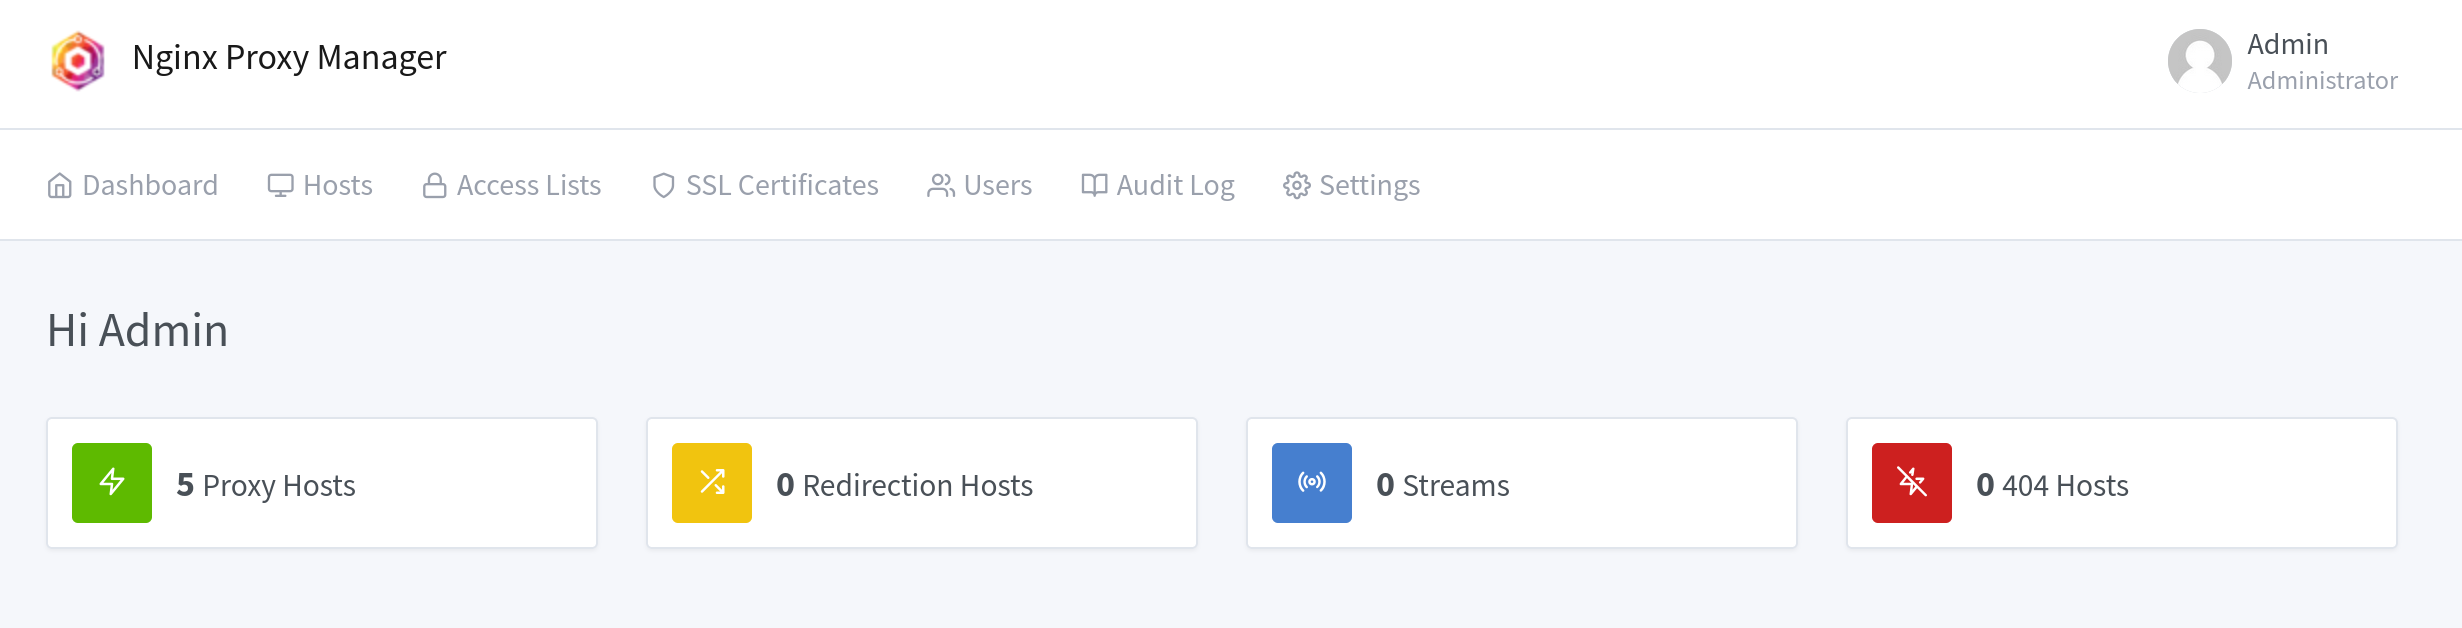 Nginx Proxy Manager
Admin
Administrator
Dashboard Hosts Access Lists SSL Certificates Users Audit Log Settings
Hi Admin
5 Proxy Hosts
0 Redirection Hosts
0 Streams
0 404 Hosts